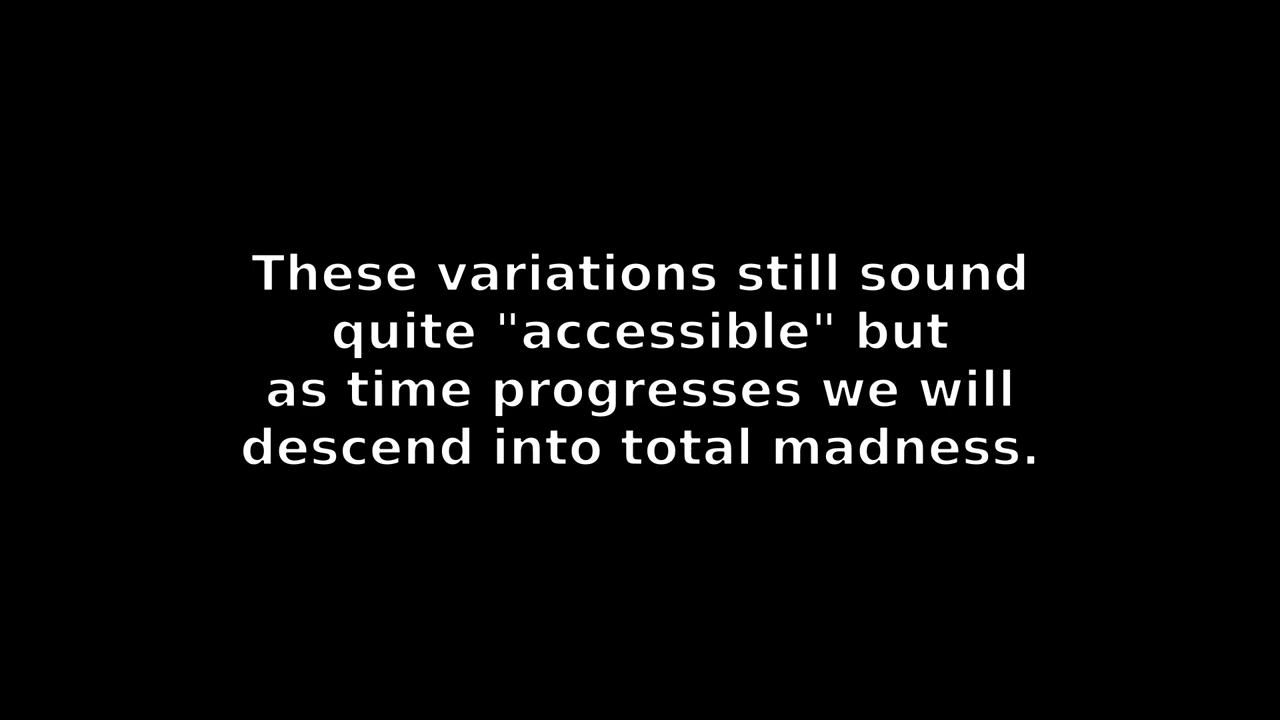 These variations still sound
quite "accessible" but
as time progresses we will
descend into total madness.